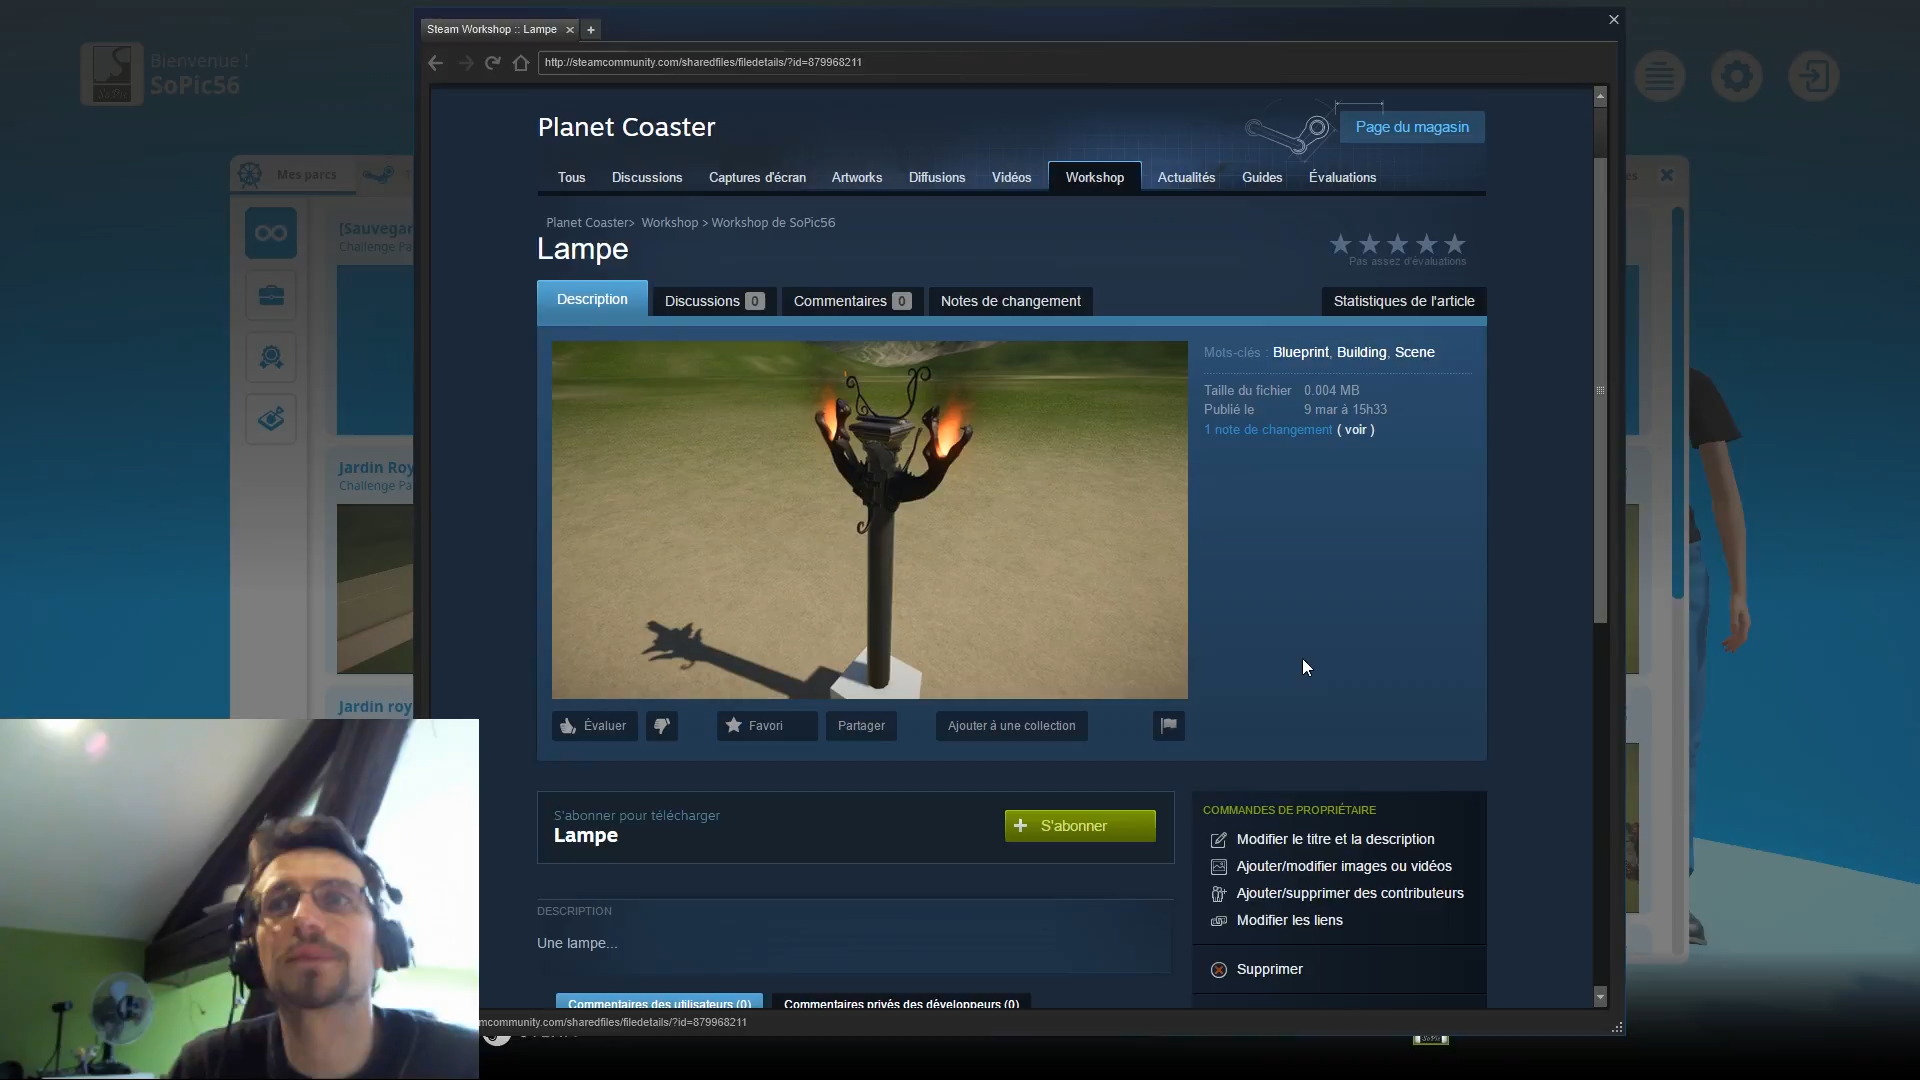 Steam Workshop :: Lampe
http://steamcommunity.com/sharedfiles/filedetails/?id=879968211
Bienvenue !
SoPic56
Planet Coaster
Page du magasin
Tous Discussions Captures d'écran Artworks Diffusions Vidéos Workshop Actualités Guides Évaluations
Mes parcs
Planet Coaster> Workshop > Workshop de SoPic56
Lampe
Pas assez d'évaluations
[Sauvegar
Challenge Pa
Description Discussions 0 Commentaires 0 Notes de changement Statistiques de l'article
Mots-clés : Blueprint, Building, Scene
Taille du fichier 0.004 MB
Publié le 9 mar à 15h33
1 note de changement ( voir )
Jardin Roy
Challenge Pa
Jardin roy
Évaluer Favori Partager Ajouter à une collection
S'abonner pour télécharger
Lampe
+ S'abonner
COMMANDES DE PROPRIÉTAIRE
Modifier le titre et la description
Ajouter/modifier images ou vidéos
Ajouter/supprimer des contributeurs
Modifier les liens
Supprimer
DESCRIPTION
Une lampe...
Commentaires des utilisateurs (0) Commentaires privés des développeurs (0)
mcommunity.com/sharedfiles/filedetails/?id=879968211